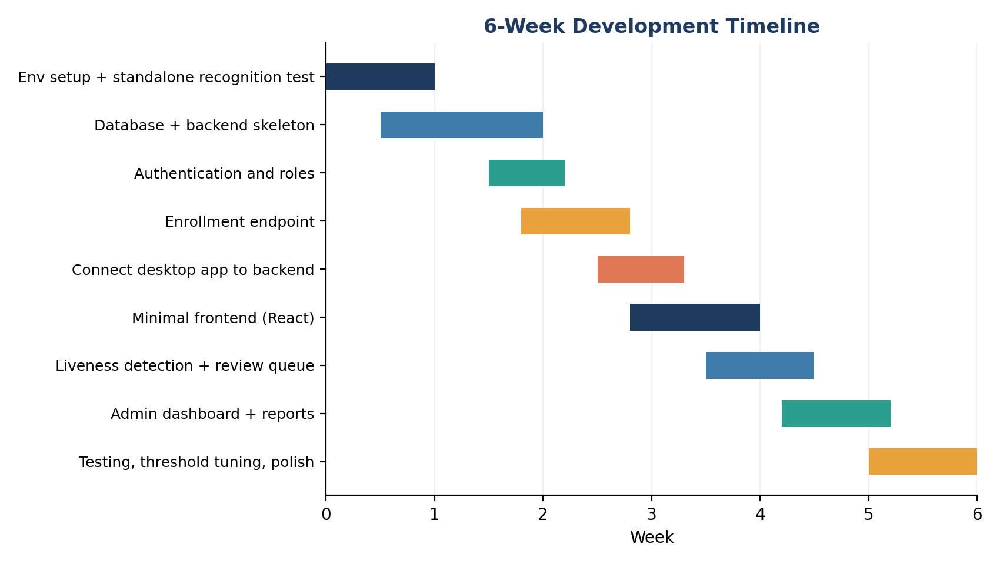 6-Week Development Timeline
Env setup + standalone recognition test
Database + backend skeleton
Authentication and roles
Enrollment endpoint
Connect desktop app to backend
Minimal frontend (React)
Liveness detection + review queue
Admin dashboard + reports
Testing, threshold tuning, polish
0 1 2 3 4 5 6
Week